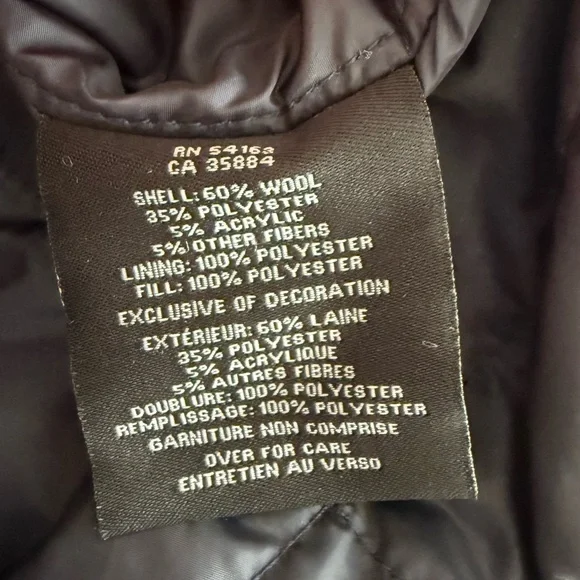 RN 54163
CA 35884
SHELL: 60% WOOL
35% POLYESTER
5% ACRYLIC
5% OTHER FIBERS
LINING: 100% POLYESTER
FILL: 100% POLYESTER
EXCLUSIVE OF DECORATION
EXTÉRIEUR: 60% LAINE
35% POLYESTER
5% ACRYLIQUE
5% AUTRES FIBRES
DOUBLURE: 100% POLYESTER
REMPLISSAGE: 100% POLYESTER
GARNITURE NON COMPRISE
OVER FOR CARE
ENTRETIEN AU VERSO